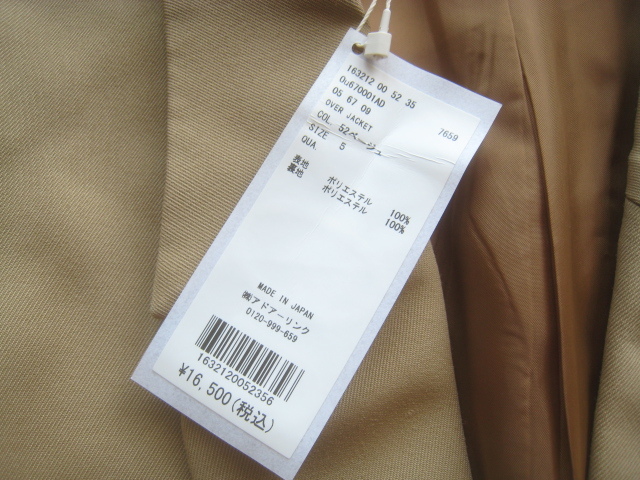 163212 00 52 35
0u670001AD
05 67 09 7659
OVER JACKET
COL. 52ベージュ
SIZE 5
QUA.
表地 ポリエステル 100%
裏地 ポリエステル 100%
MADE IN JAPAN
㈱アドアーリンク
0120-999-659
1632120052356
¥16,500(税込)